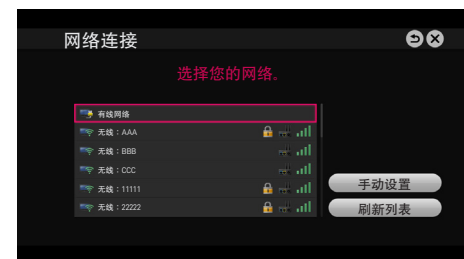 网络连接
选择您的网络.
有线网络
无线：AAA
无线：BBB
无线：CCC
无线：11111
无线：22222
手动设置
刷新列表